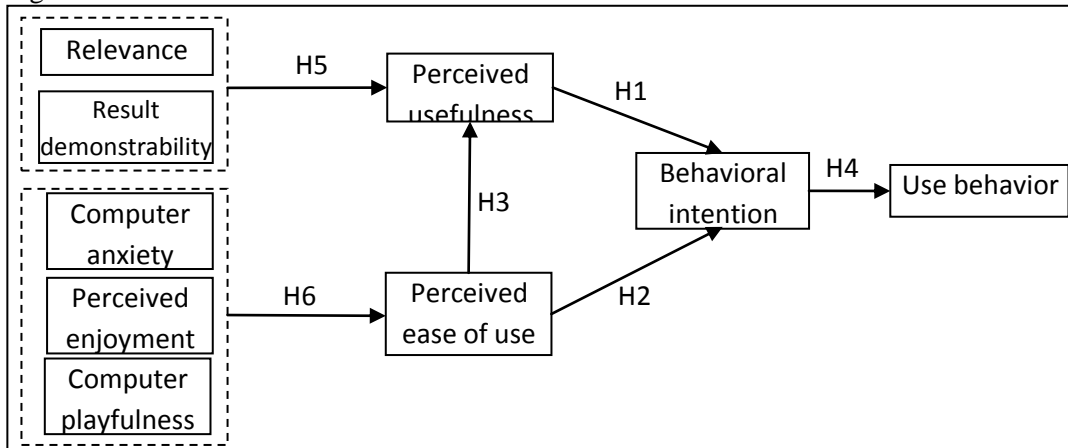 Relevance
Result
demonstrability
H5
Perceived
usefulness
H1
Behavioral
intention
H4
Use behavior
H3
Computer
anxiety
Perceived
enjoyment
Computer
playfulness
H6
Perceived
ease of use
H2